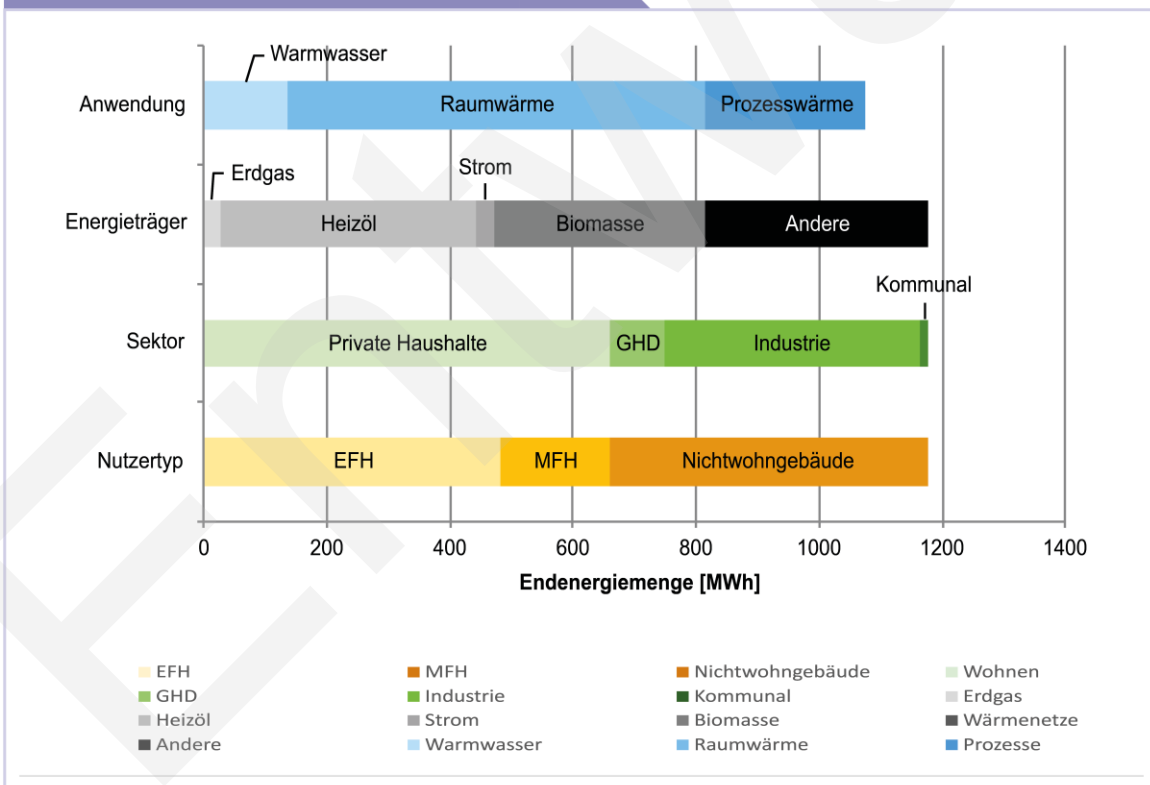 Warmwasser
Anwendung Raumwärme Prozesswärme
Erdgas Strom
Energieträger Heizöl Biomasse Andere
Kommunal
Sektor Private Haushalte GHD Industrie
Nutzertyp EFH MFH Nichtwohngebäude
0 200 400 600 800 1000 1200 1400
Endenergiemenge [MWh]
EFH MFH Nichtwohngebäude Wohnen
GHD Industrie Kommunal Erdgas
Heizöl Strom Biomasse Wärmenetze
Andere Warmwasser Raumwärme Prozesse